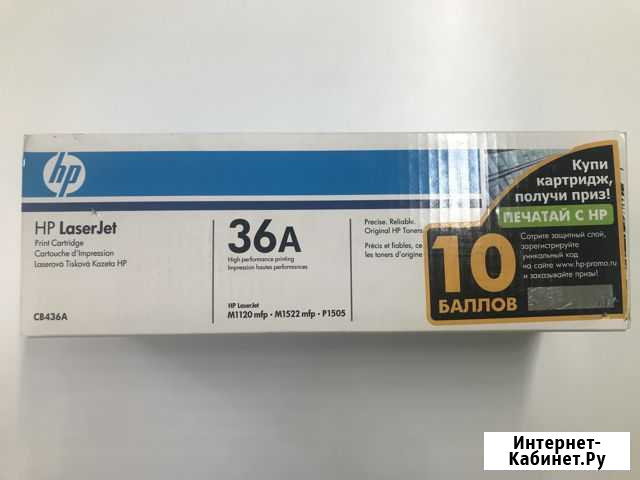 hp
HP LaserJet
Print Cartridge
Cartouche d'Impression
Laserová Tisková Kazeta HP
CB436A
36A
High performance printing
Impression hautes performances
HP LaserJet
M1120 mfp • M1522 mfp • P1505
Precise. Reliable.
Original HP Toners
Précis et fiables, ce
les toners d'origine
Купи
картридж,
получи приз!
ПЕЧАТАЙ С HP
10
БАЛЛОВ
Сотрите защитный слой,
зарегистрируйте
уникальный код
на сайте www.hp-promo.ru
и заказывайте призы!
Интернет-
Кабинет.Ру